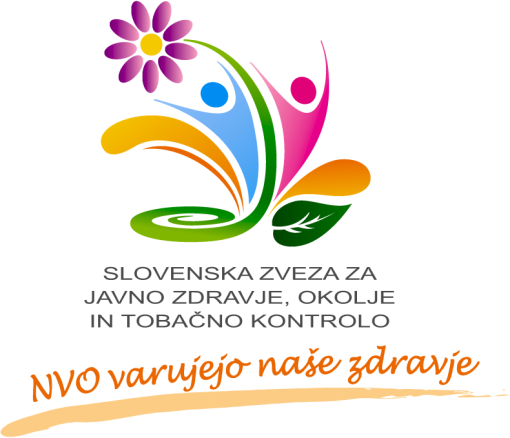 SLOVENSKA ZVEZA ZA
JAVNO ZDRAVJE, OKOLJE
IN TOBAČNO KONTROLO
NVO varujejo naše zdravje